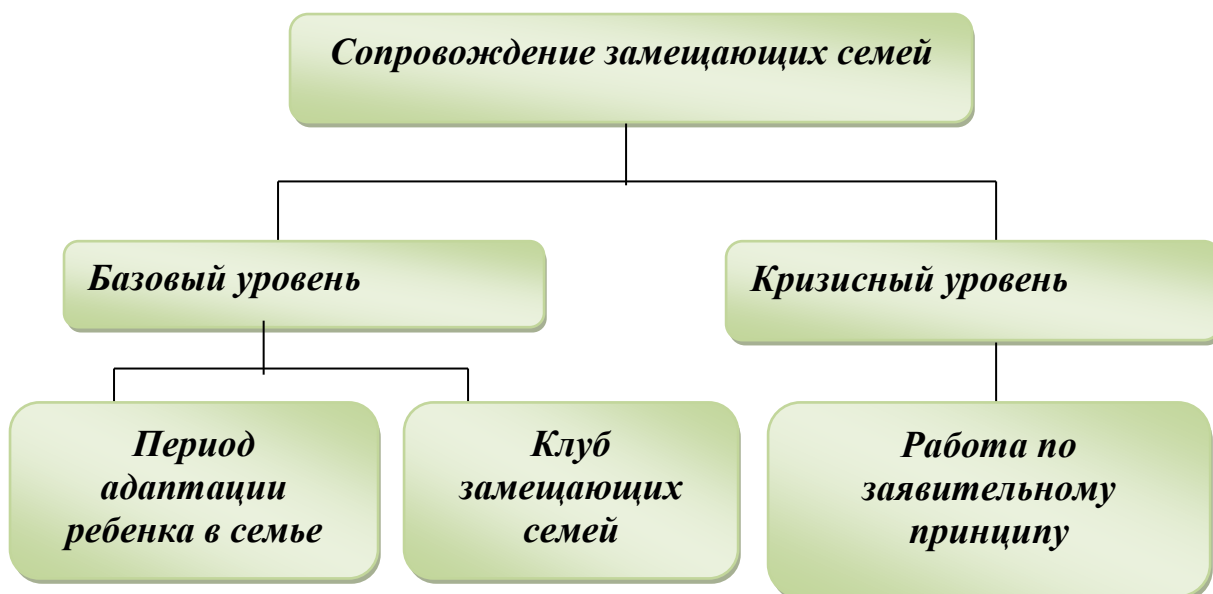 Сопровождение замещающих семей
Базовый уровень
Кризисный уровень
Период
адаптации
ребенка в семье
Клуб
замещающих
семей
Работа по
заявительному
принципу